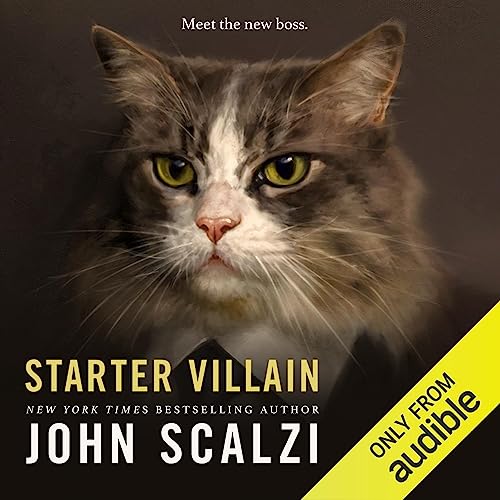 Meet the new boss.
STARTER VILLAIN
NEW YORK TIMES BESTSELLING AUTHOR
JOHN SCALZI
ONLY FROM
audible